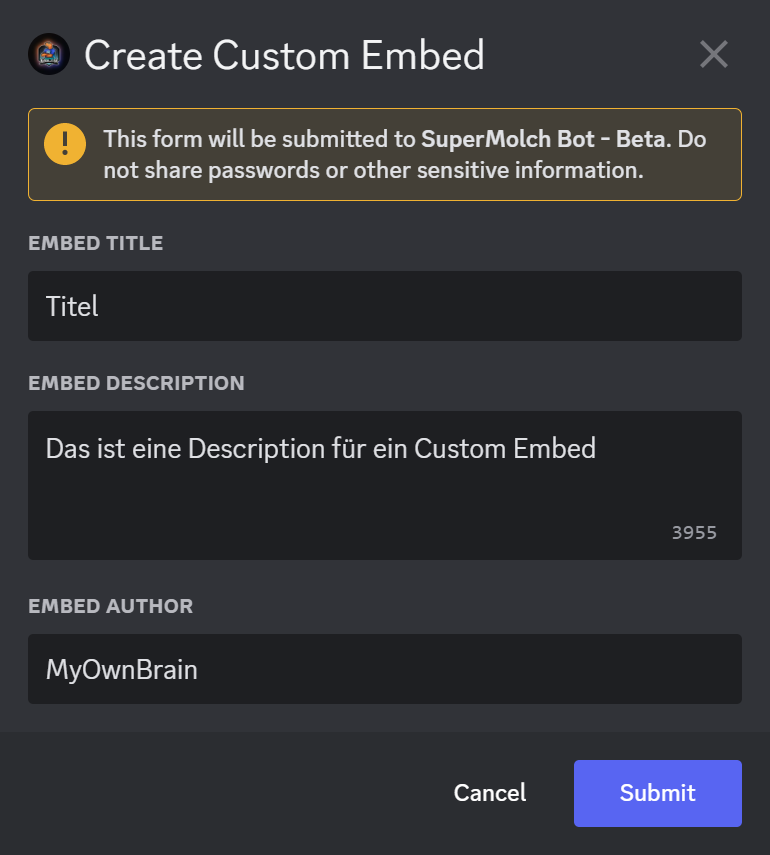 Create Custom Embed
This form will be submitted to SuperMolch Bot - Beta. Do
not share passwords or other sensitive information.
EMBED TITLE
Titel
EMBED DESCRIPTION
Das ist eine Description für ein Custom Embed
3955
EMBED AUTHOR
MyOwnBrain
Cancel
Submit